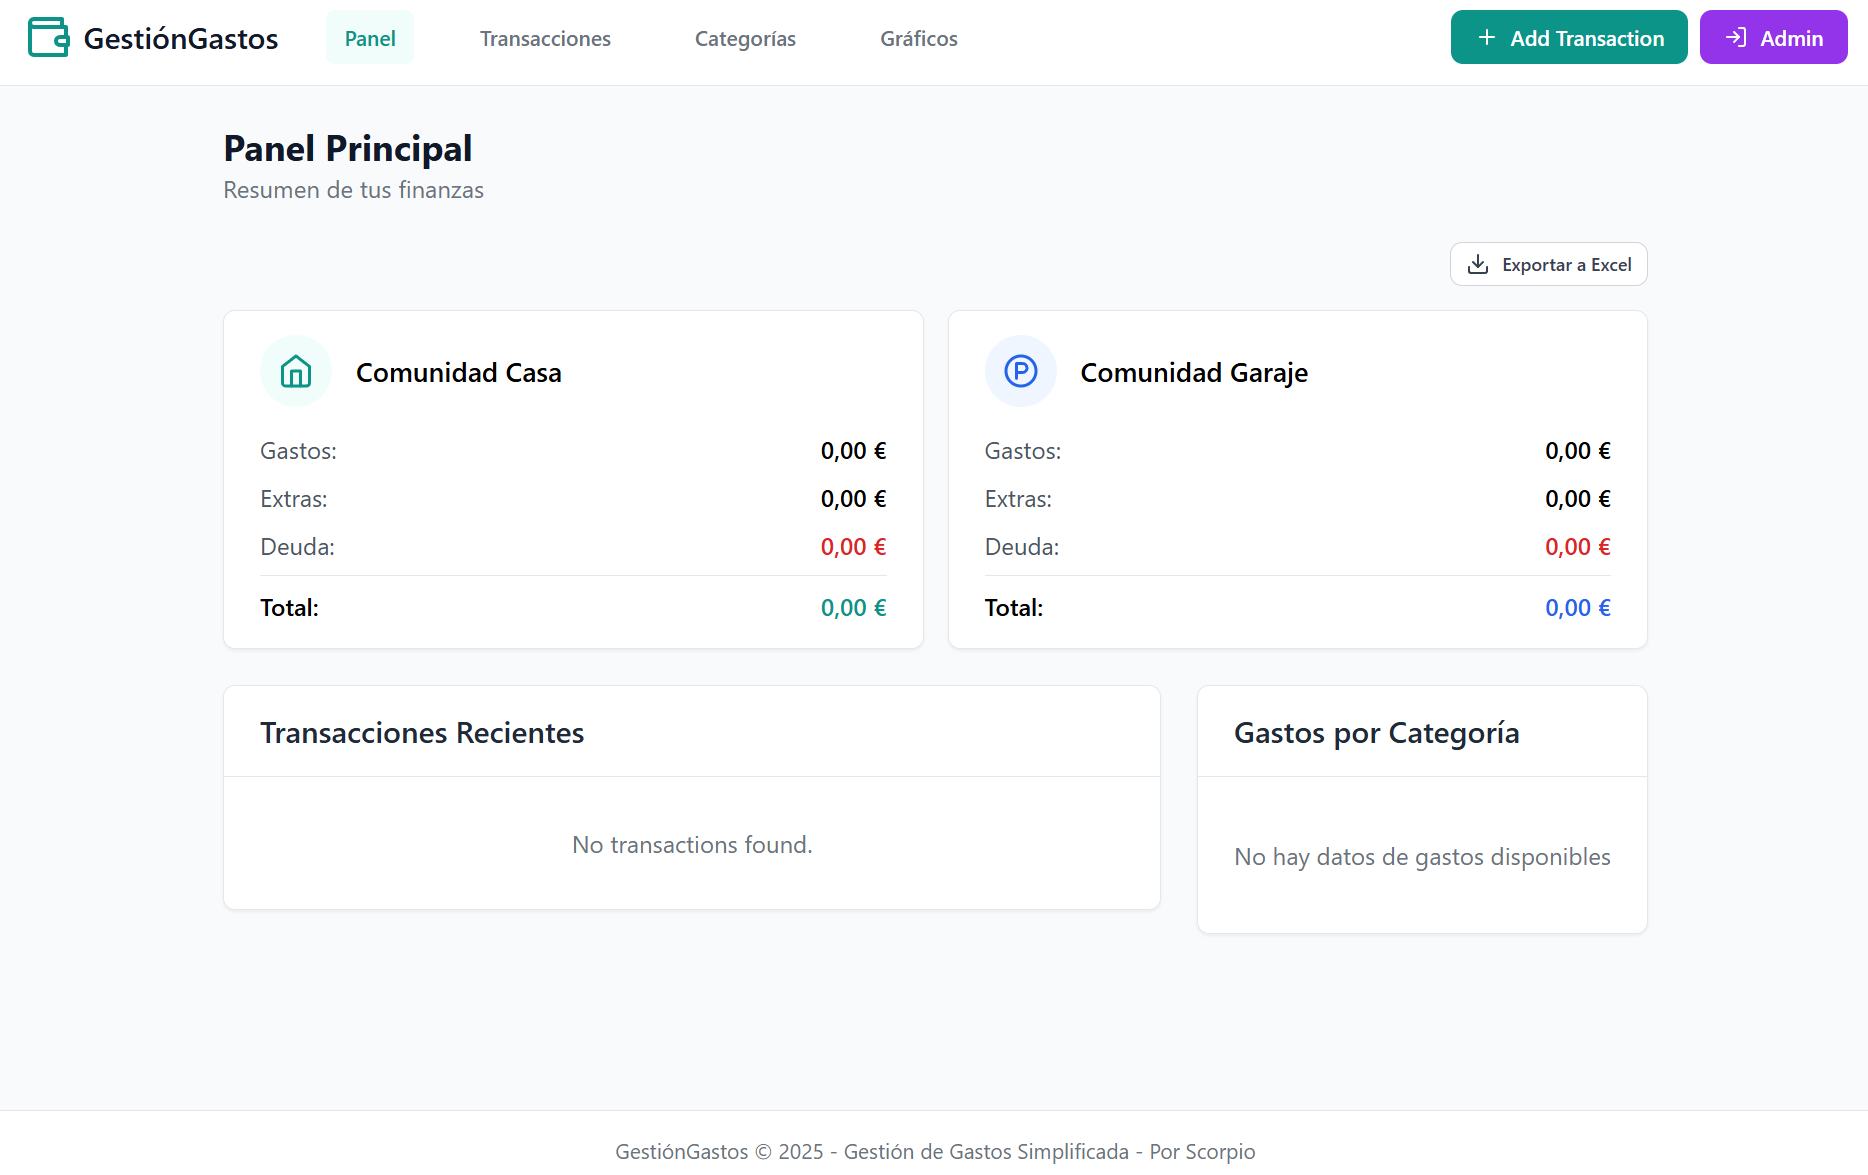 GestiónGastos
Panel
Transacciones
Categorías
Gráficos
Add Transaction
Admin
Panel Principal
Resumen de tus finanzas
Exportar a Excel
Comunidad Casa
Gastos: 0,00 €
Extras: 0,00 €
Deuda: 0,00 €
Total: 0,00 €
Comunidad Garaje
Gastos: 0,00 €
Extras: 0,00 €
Deuda: 0,00 €
Total: 0,00 €
Transacciones Recientes
No transactions found.
Gastos por Categoría
No hay datos de gastos disponibles
GestiónGastos © 2025 - Gestión de Gastos Simplificada - Por Scorpio